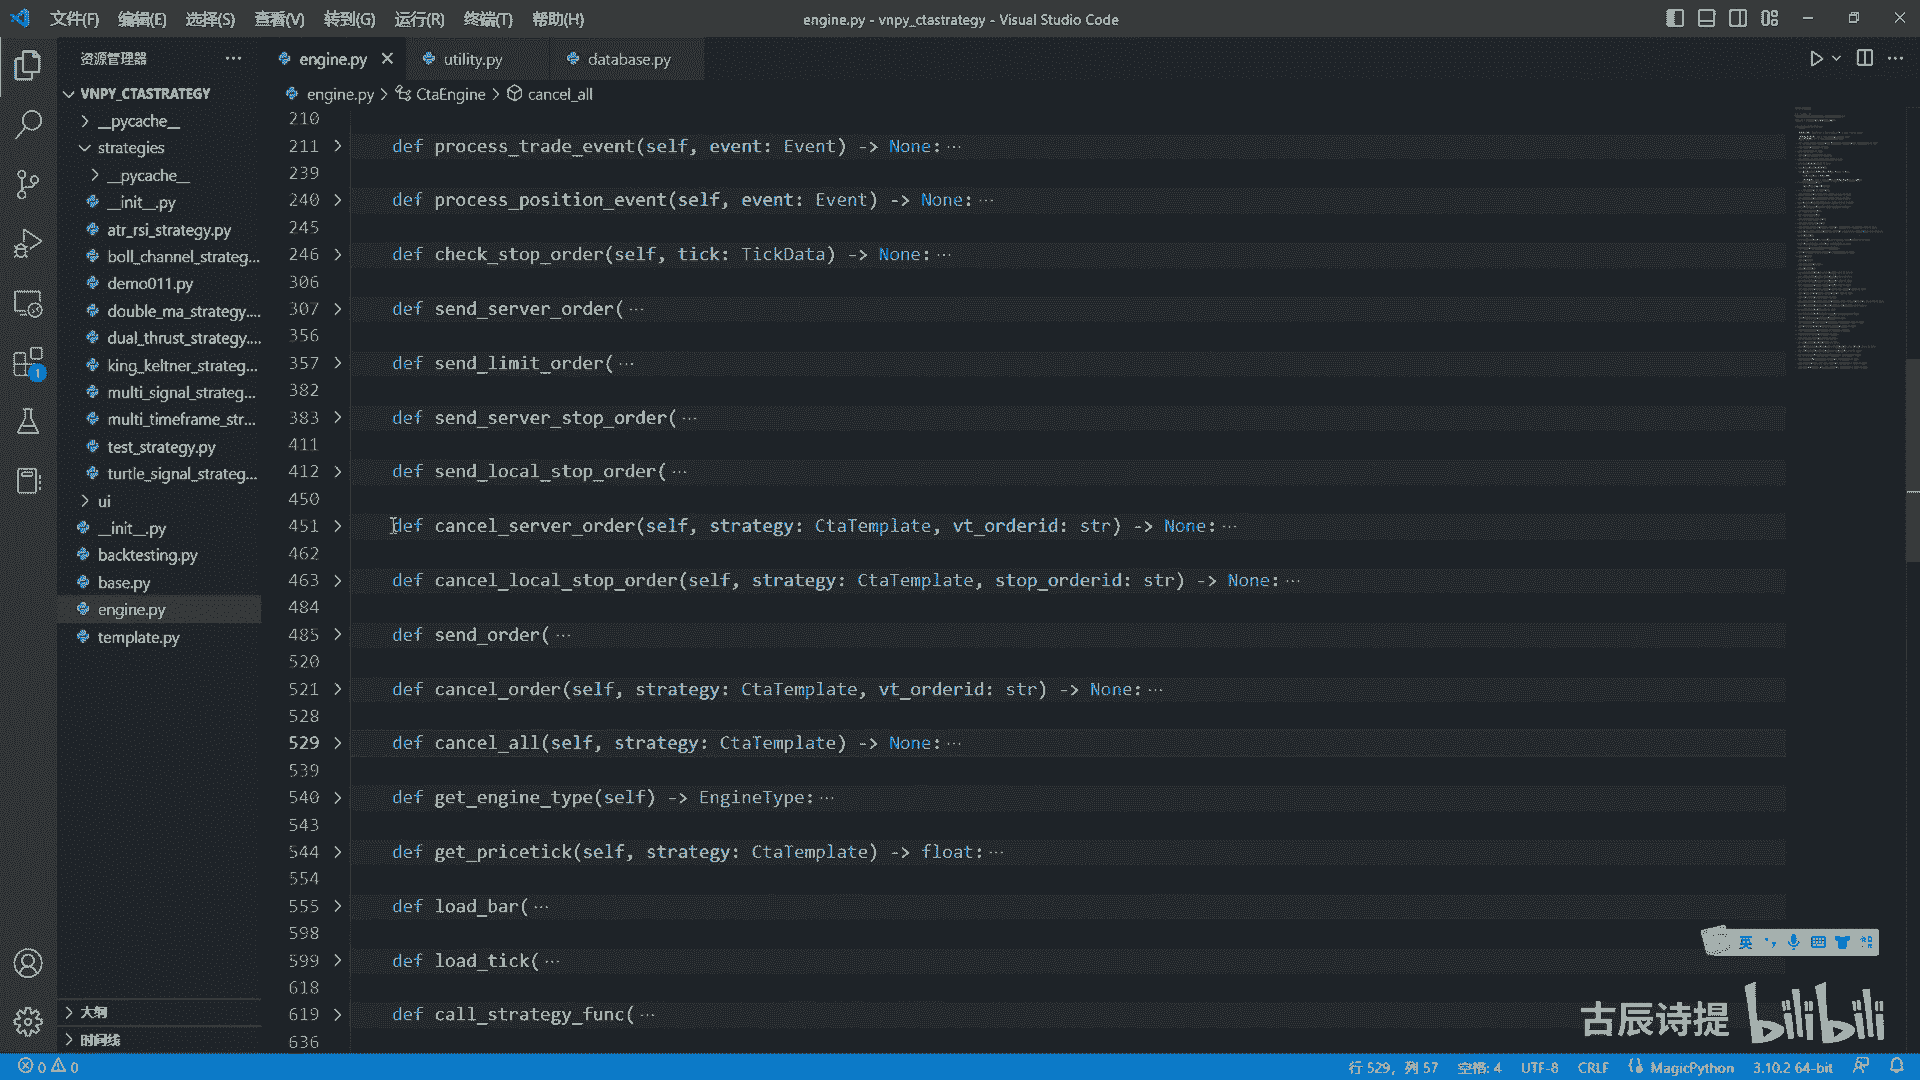 文件(F) 编辑(E) 选择(S) 查看(V) 转到(G) 运行(R) 终端(T) 帮助(H) engine.py - vnpy_ctastrategy - Visual Studio Code
资源管理器 ··· engine.py utility.py database.py
VNPY_CTASTRATEGY
__pycache__
strategies
__pycache__
__init__.py
atr_rsi_strategy.py
boll_channel_strateg...
demo011.py
double_ma_strategy....
dual_thrust_strategy....
king_keltner_strateg...
multi_signal_strateg...
multi_timeframe_str...
test_strategy.py
turtle_signal_strateg...
ui
__init__.py
backtesting.py
base.py
engine.py
template.py
大纲
时间线
engine.py > CtaEngine > cancel_all
210
211 def process_trade_event(self, event: Event) -> None:···
239
240 def process_position_event(self, event: Event) -> None:···
245
246 def check_stop_order(self, tick: TickData) -> None:···
306
307 def send_server_order(···
356
357 def send_limit_order(···
382
383 def send_server_stop_order(···
411
412 def send_local_stop_order(···
450
451 def cancel_server_order(self, strategy: CtaTemplate, vt_orderid: str) -> None:···
462
463 def cancel_local_stop_order(self, strategy: CtaTemplate, stop_orderid: str) -> None:···
484
485 def send_order(···
520
521 def cancel_order(self, strategy: CtaTemplate, vt_orderid: str) -> None:···
528
529 def cancel_all(self, strategy: CtaTemplate) -> None:···
539
540 def get_engine_type(self) -> EngineType:···
543
544 def get_pricetick(self, strategy: CtaTemplate) -> float:···
554
555 def load_bar(···
598
599 def load_tick(···
618
619 def call_strategy_func(···
636
1
英
古辰诗提 bilibili
0 0 行 529，列 57 空格: 4 UTF-8 CRLF MagicPython 3.10.2 64-bit